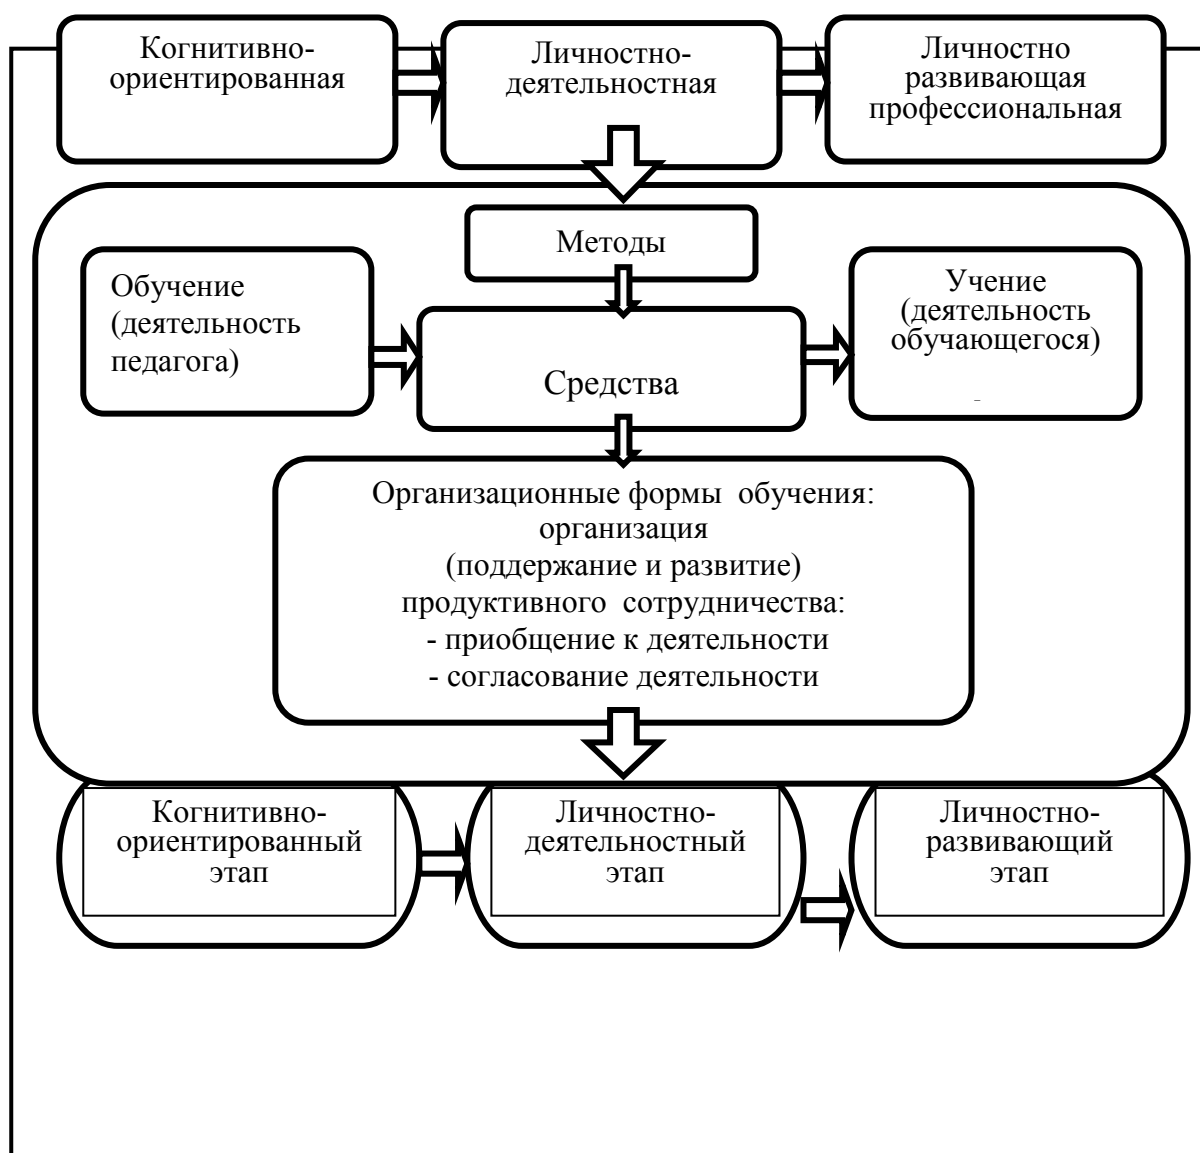 Когнитивно-
ориентированная
Личностно-
деятельностная
Личностно
развивающая
профессиональная
Методы
Обучение
(деятельность
педагога)
Средства
Учение
(деятельность
обучающегося)
Организационные формы обучения:
организация
(поддержание и развитие)
продуктивного сотрудничества:
- приобщение к деятельности
- согласование деятельности
Когнитивно-
ориентированный
этап
Личностно-
деятельностный
этап
Личностно-
развивающий
этап